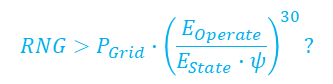 RNG > P_Grid · (E_Operate / (E_State · ψ))^30 ?